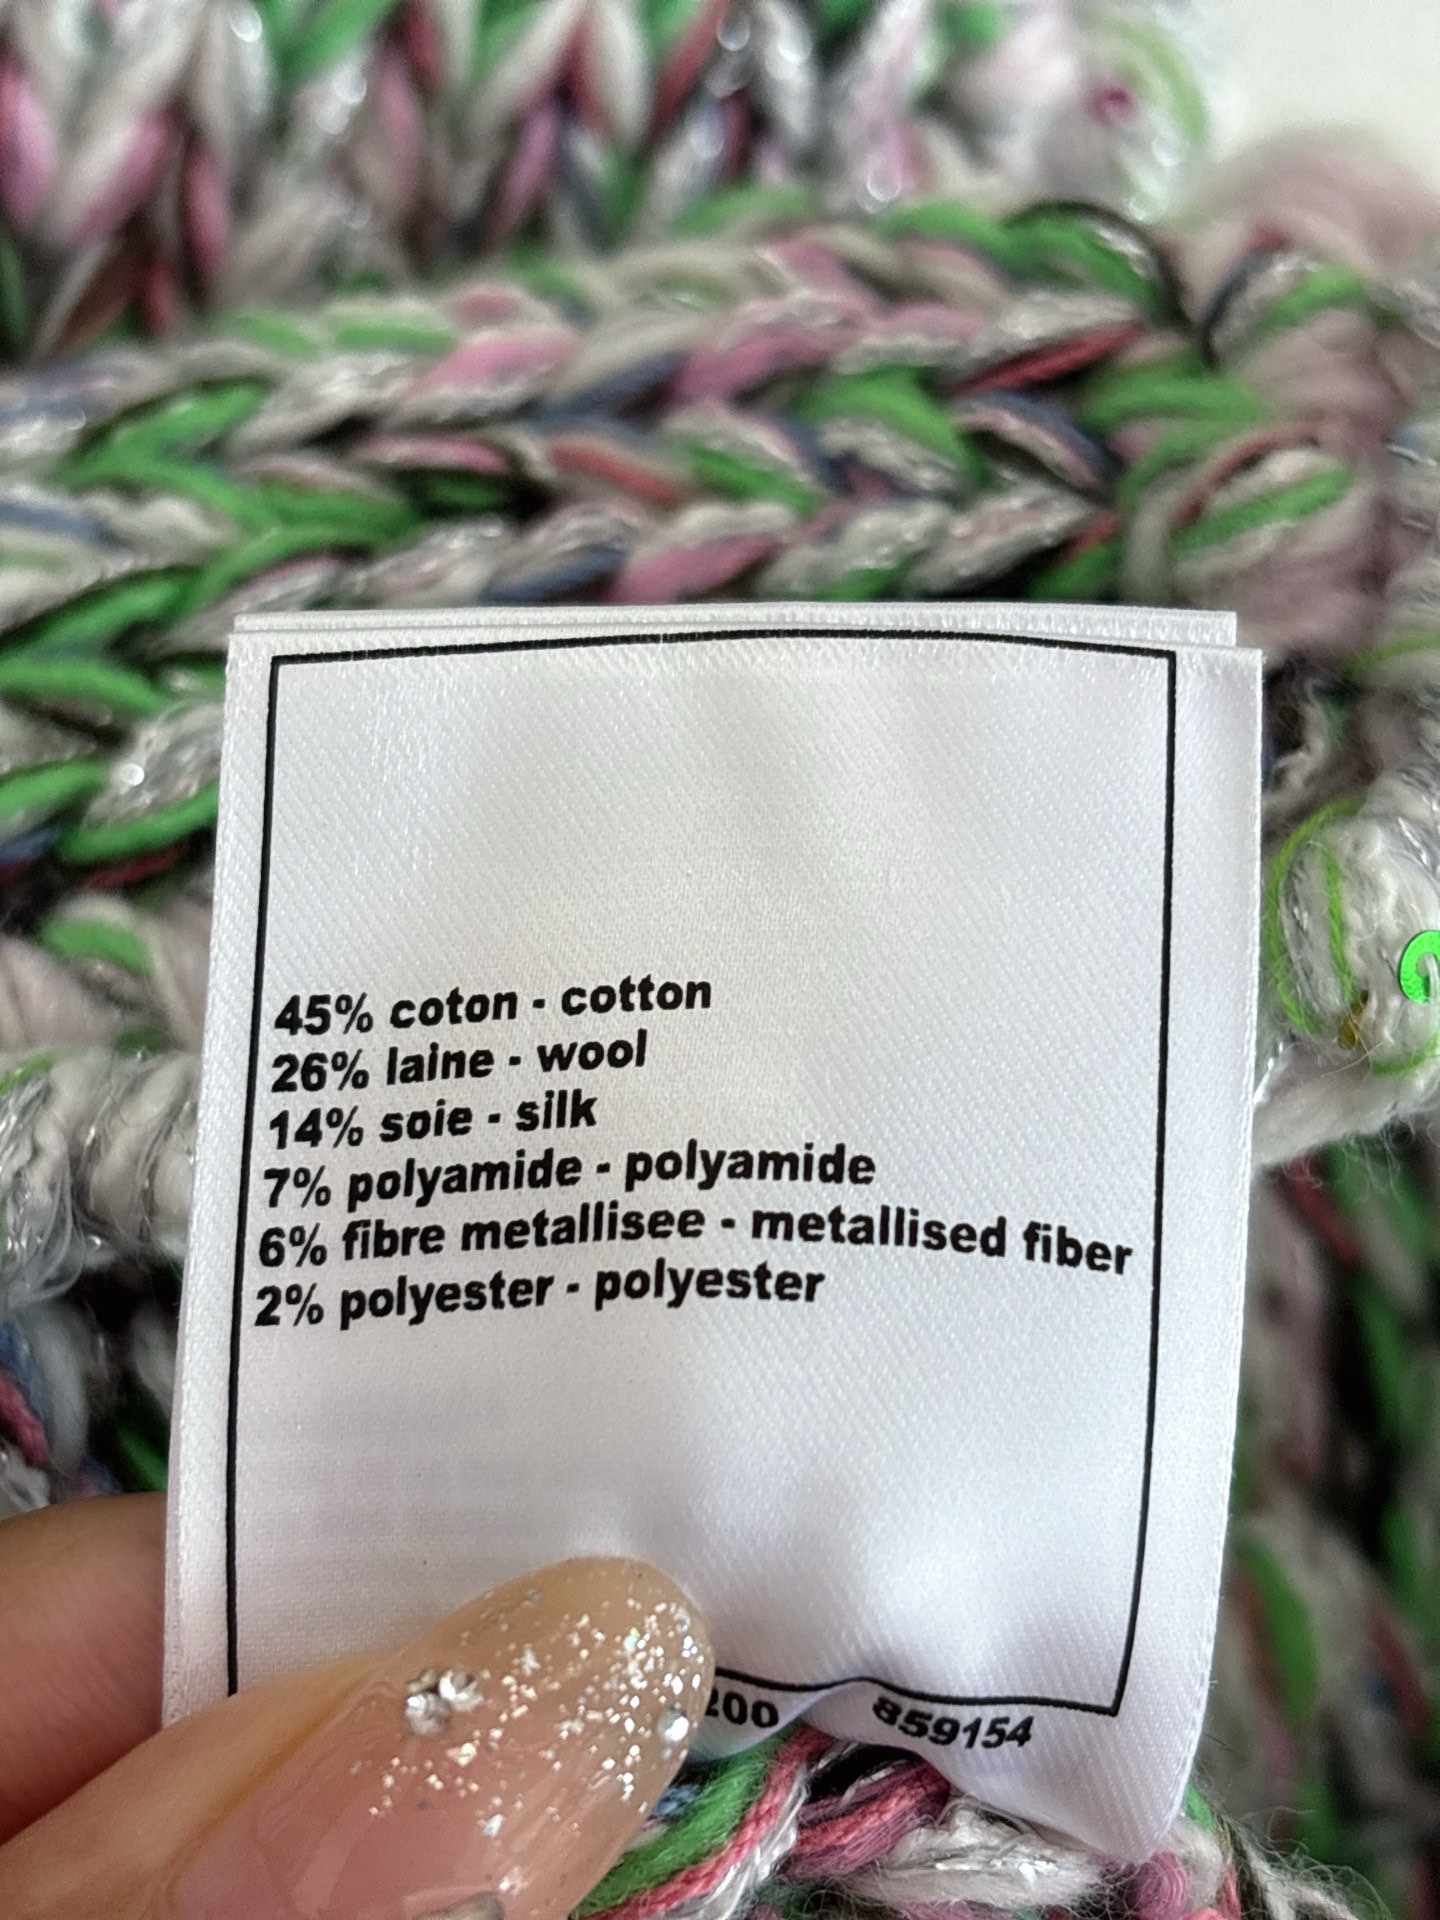 45% coton - cotton
26% laine - wool
14% soie - silk
7% polyamide - polyamide
6% fibre metallisee - metallised fiber
2% polyester - polyester
859154